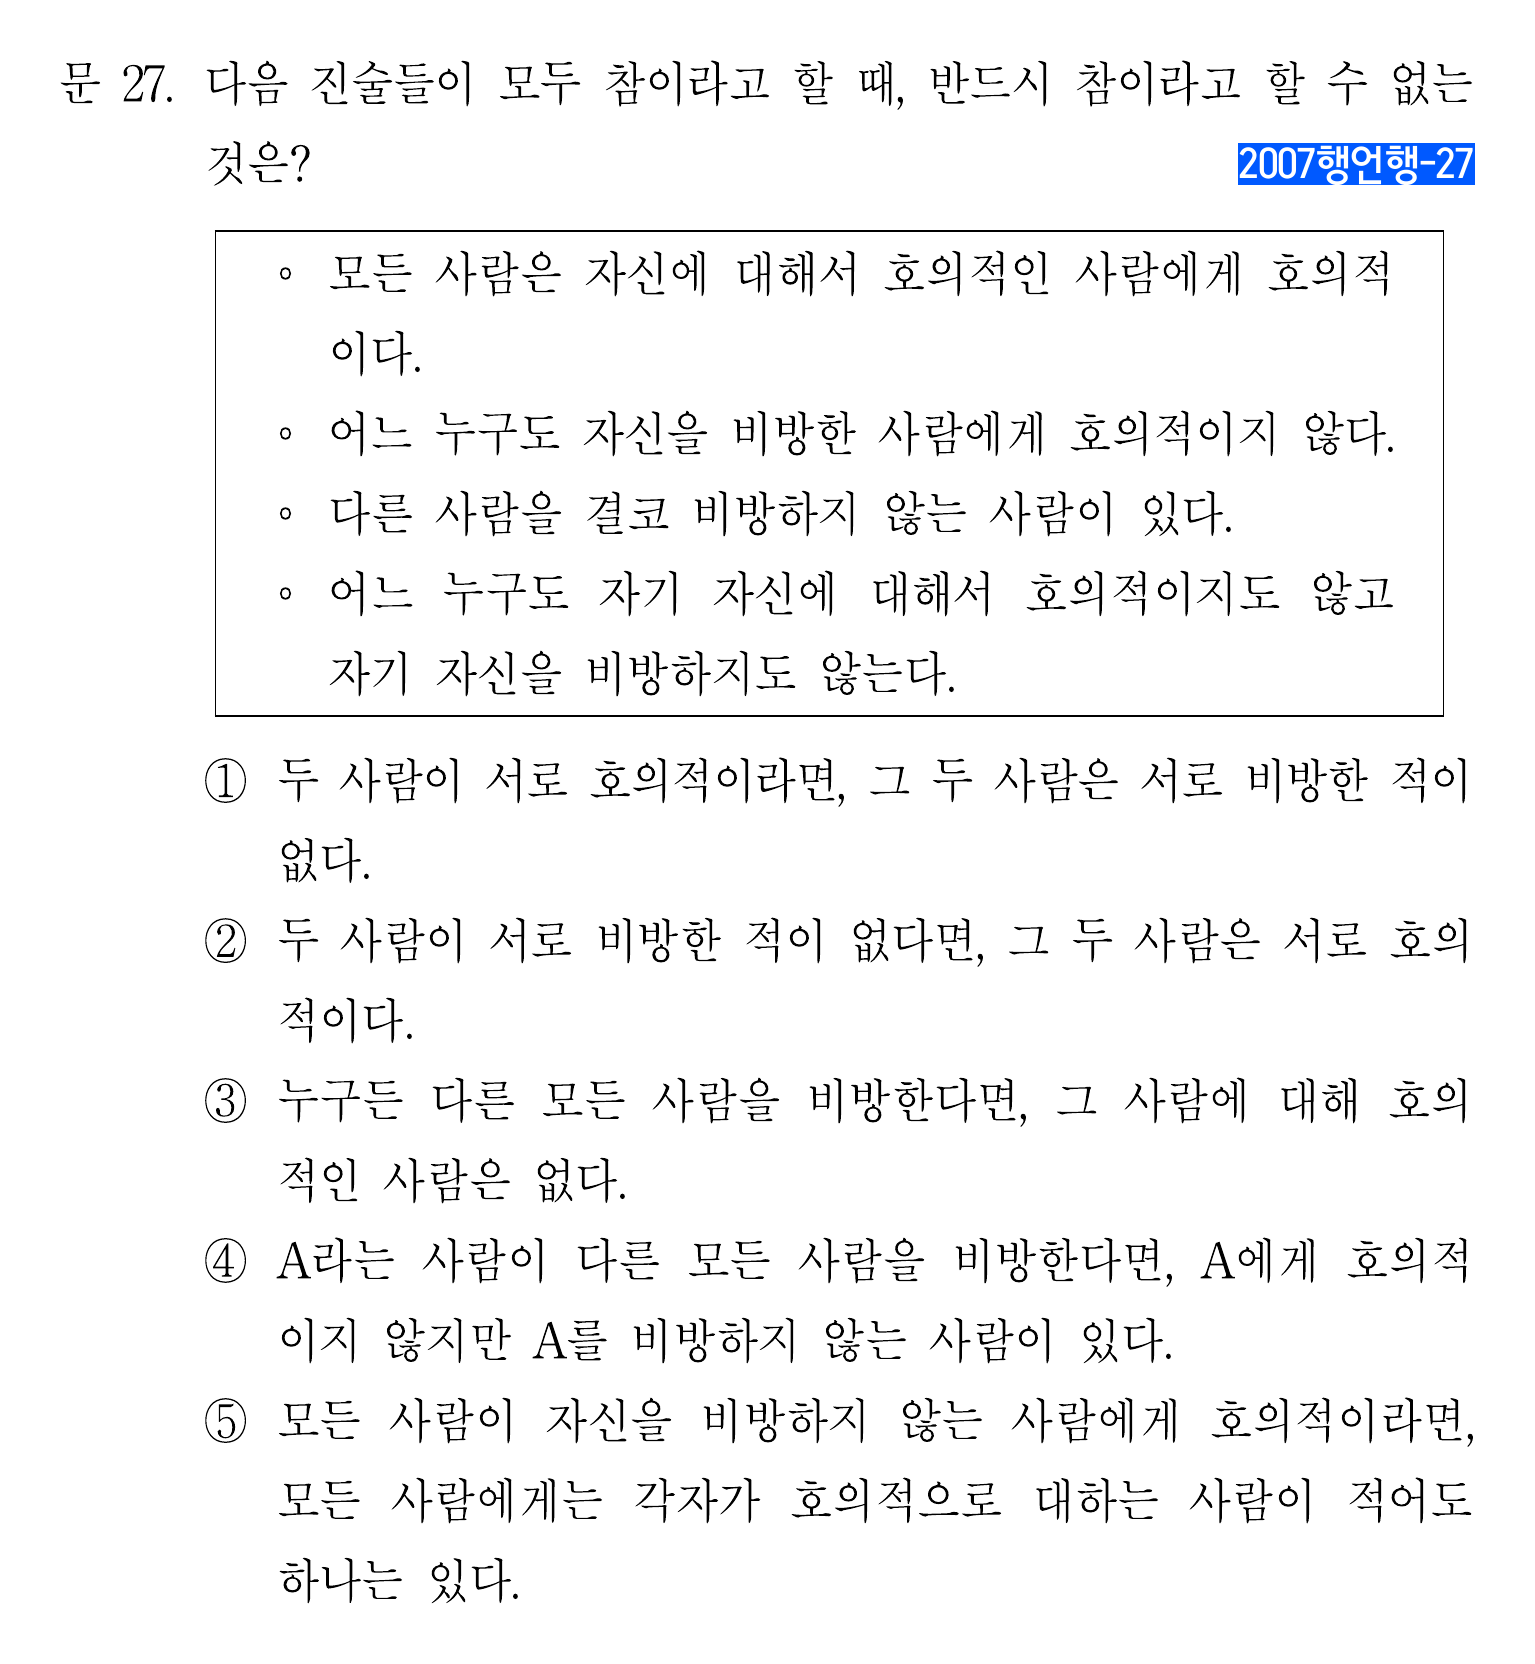 문 27. 다음 진술들이 모두 참이라고 할 때, 반드시 참이라고 할 수 없는
것은?
2007행언행-27
◦ 모든 사람은 자신에 대해서 호의적인 사람에게 호의적
이다.
◦ 어느 누구도 자신을 비방한 사람에게 호의적이지 않다.
◦ 다른 사람을 결코 비방하지 않는 사람이 있다.
◦ 어느 누구도 자기 자신에 대해서 호의적이지도 않고
자기 자신을 비방하지도 않는다.
① 두 사람이 서로 호의적이라면, 그 두 사람은 서로 비방한 적이
없다.
② 두 사람이 서로 비방한 적이 없다면, 그 두 사람은 서로 호의
적이다.
③ 누구든 다른 모든 사람을 비방한다면, 그 사람에 대해 호의
적인 사람은 없다.
④ A라는 사람이 다른 모든 사람을 비방한다면, A에게 호의적
이지 않지만 A를 비방하지 않는 사람이 있다.
⑤ 모든 사람이 자신을 비방하지 않는 사람에게 호의적이라면,
모든 사람에게는 각자가 호의적으로 대하는 사람이 적어도
하나는 있다.